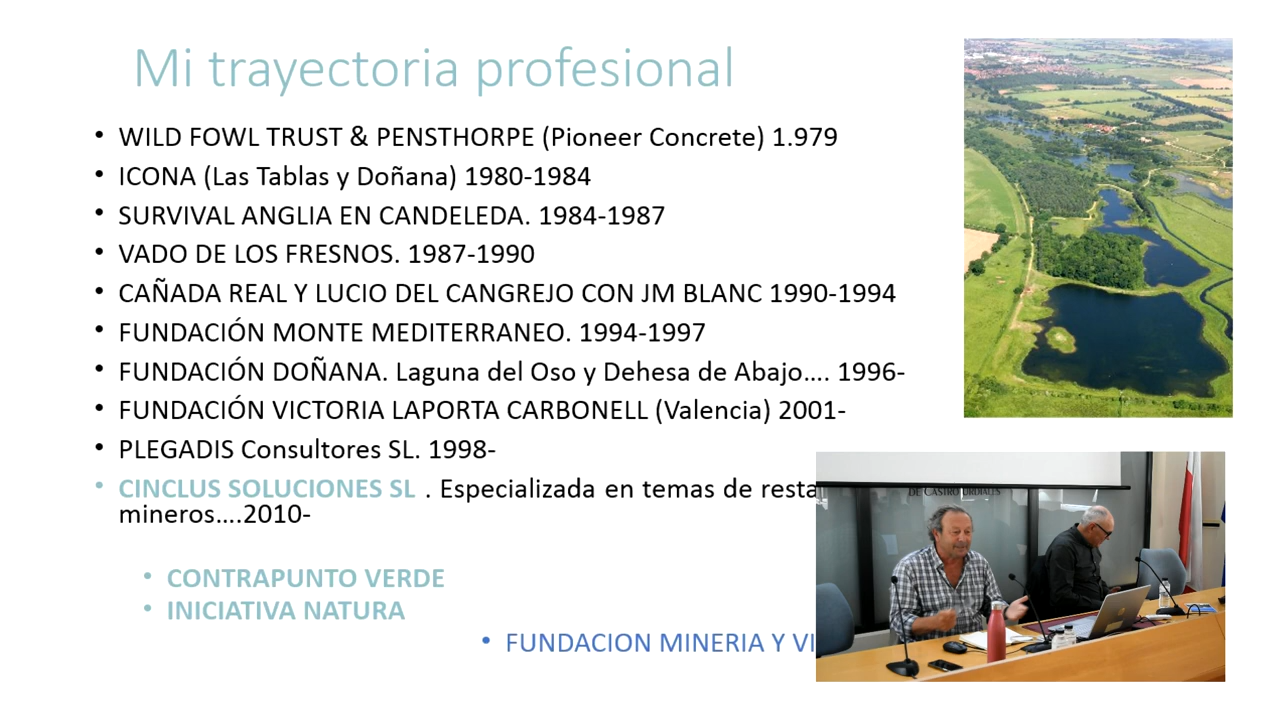 Mi trayectoria profesional
• WILD FOWL TRUST & PENSTHORPE (Pioneer Concrete) 1.979
• ICONA (Las Tablas y Doñana) 1980-1984
• SURVIVAL ANGLIA EN CANDELEDA. 1984-1987
• VADO DE LOS FRESNOS. 1987-1990
• CAÑADA REAL Y LUCIO DEL CANGREJO CON JM BLANC 1990-1994
• FUNDACIÓN MONTE MEDITERRANEO. 1994-1997
• FUNDACIÓN DOÑANA. Laguna del Oso y Dehesa de Abajo…. 1996-
• FUNDACIÓN VICTORIA LAPORTA CARBONELL (Valencia) 2001-
• PLEGADIS Consultores SL. 1998-
• CINCLUS SOLUCIONES SL . Especializada en temas de resta
mineros….2010-
DE CASTRO URDIALES
• CONTRAPUNTO VERDE
• INICIATIVA NATURA
• FUNDACION MINERIA Y VI